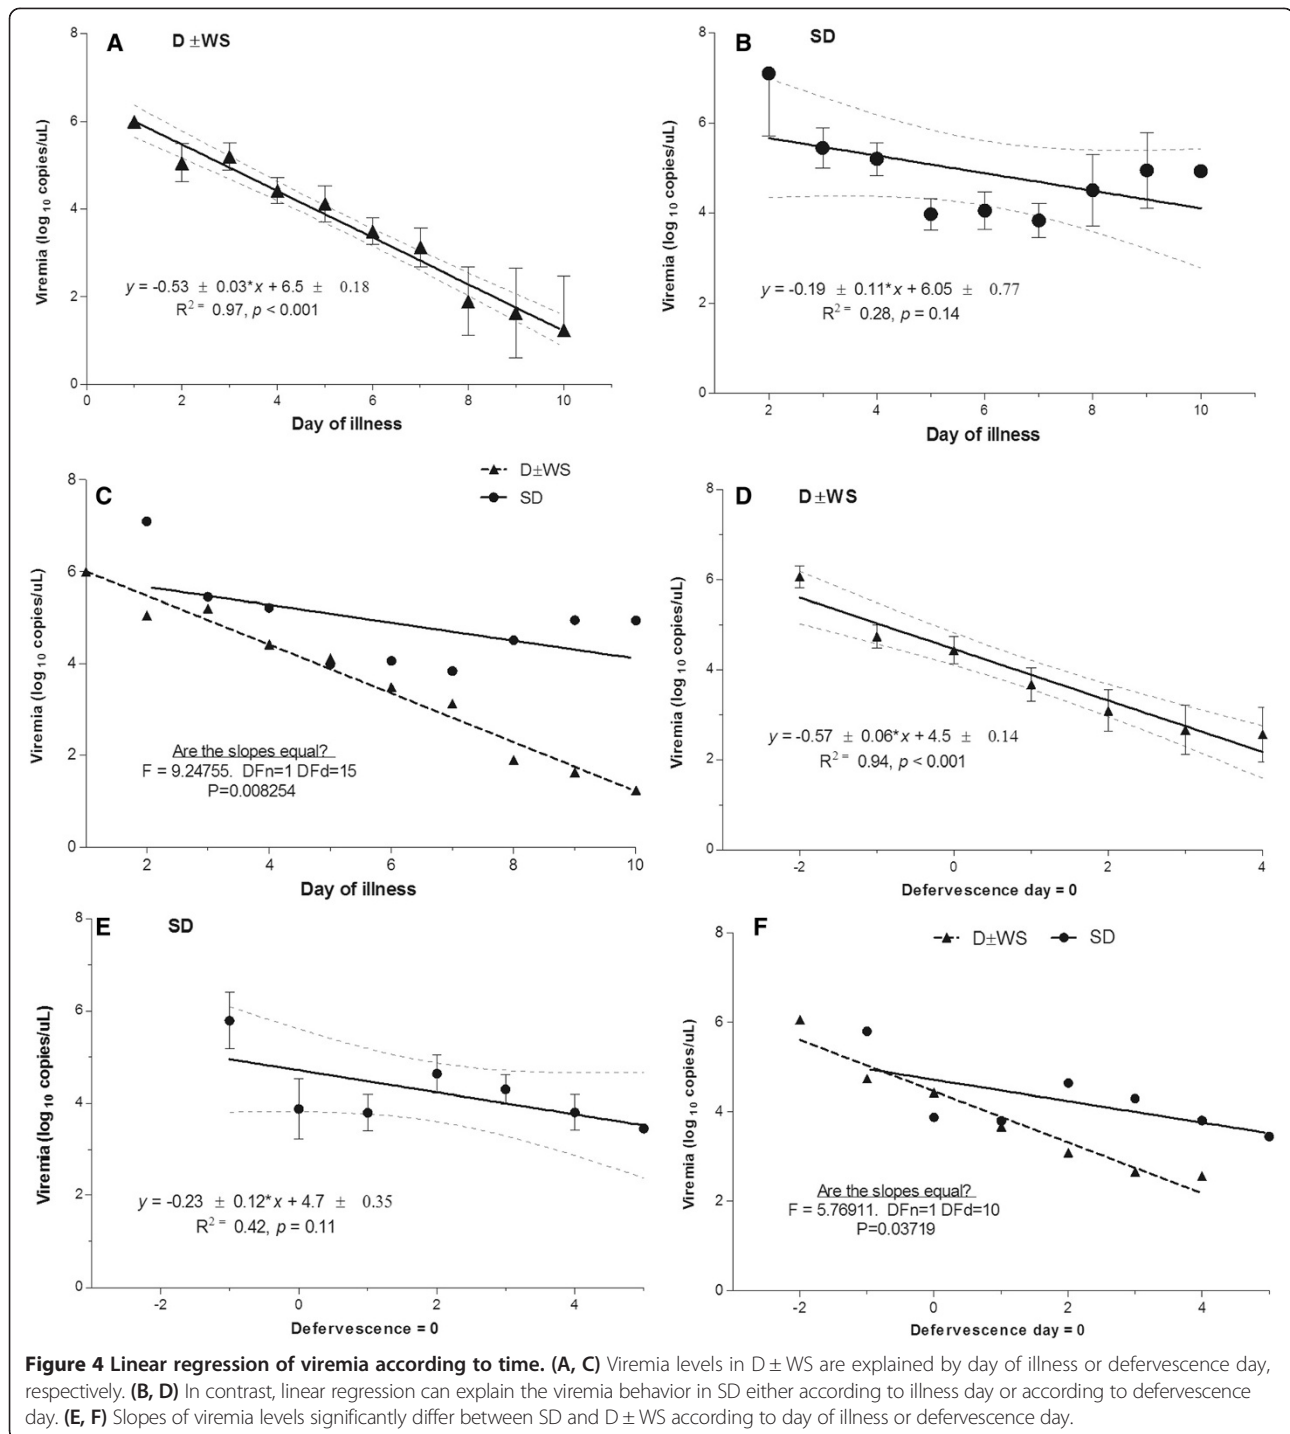 A D ±WS
8
6
4
2
0
Viremia (log 10 copies/uL)
y = -0.53 ± 0.03*x + 6.5 ± 0.18
R2 = 0.97, p < 0.001
0 2 4 6 8 10
Day of illness
B SD
8
6
4
2
0
Viremia (log 10 copies/uL)
y = -0.19 ± 0.11*x + 6.05 ± 0.77
R2 = 0.28, p = 0.14
2 4 6 8 10
Day of illness
C
D±WS
SD
8
6
4
2
0
Viremia (log 10 copies/uL)
Are the slopes equal?
F = 9.24755. DFn=1 DFd=15
P=0.008254
2 4 6 8 10
Day of illness
D D±WS
8
6
4
2
0
Viremia (log 10 copies/uL)
y = -0.57 ± 0.06*x + 4.5 ± 0.14
R2 = 0.94, p < 0.001
-2 0 2 4
Defervescence day = 0
E SD
8
6
4
2
0
Viremia (log 10 copies/uL)
y = -0.23 ± 0.12*x + 4.7 ± 0.35
R2 = 0.42, p = 0.11
-2 0 2 4
Defervescence = 0
F D±WS SD
8
6
4
2
0
Viremia (log 10 copies/uL)
Are the slopes equal?
F = 5.76911. DFn=1 DFd=10
P=0.03719
-2 0 2 4
Defervescence day = 0
Figure 4 Linear regression of viremia according to time. (A, C) Viremia levels in D ± WS are explained by day of illness or defervescence day,
respectively. (B, D) In contrast, linear regression can explain the viremia behavior in SD either according to illness day or according to defervescence
day. (E, F) Slopes of viremia levels significantly differ between SD and D ± WS according to day of illness or defervescence day.